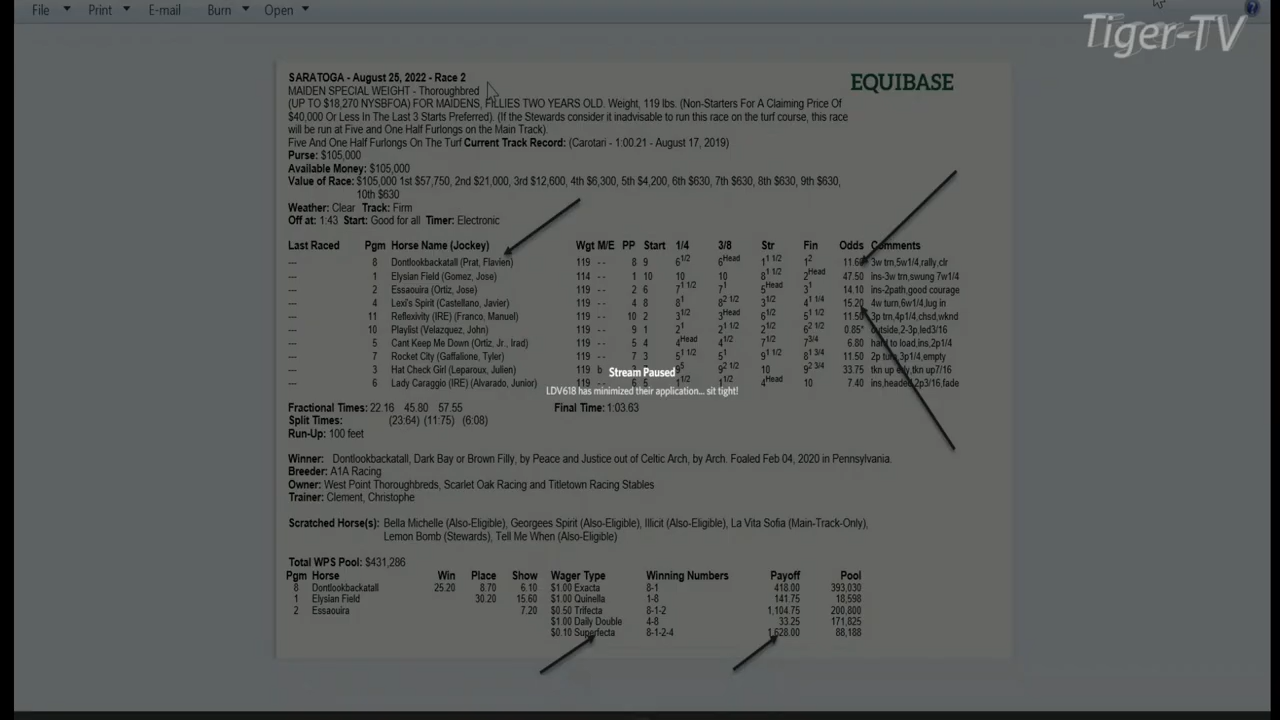 File Print E-mail Burn Open
Tiger-TV
SARATOGA - August 25, 2022 - Race 2
EQUIBASE
MAIDEN SPECIAL WEIGHT - Thoroughbred
(UP TO $18,270 NYSBFOA) FOR MAIDENS, FILLIES TWO YEARS OLD. Weight, 119 lbs. (Non-Starters For A Claiming Price Of
$40,000 Or Less In The Last 3 Starts Preferred). (If the Stewards consider it inadvisable to run this race on the turf course, this race
will be run at Five and One Half Furlongs on the Main Track).
Five And One Half Furlongs On The Turf Current Track Record: (Carotari - 1:00.21 - August 17, 2019)
Purse: $105,000
Available Money: $105,000
Value of Race: $105,000 1st $57,750, 2nd $21,000, 3rd $12,600, 4th $6,300, 5th $4,200, 6th $630, 7th $630, 8th $630, 9th $630,
10th $630
Weather: Clear Track: Firm
Off at: 1:43 Start: Good for all Timer: Electronic
Last Raced Pgm Horse Name (Jockey) Wgt M/E PP Start 1/4 3/8 Str Fin Odds Comments
--- 8 Dontlookbackatall (Prat, Flavien) 119 - - 8 9 6 1/2 6 Head 1 1 1/2 1 2 3w trn,5w1/4,rally,clr
--- 1 Elysian Field (Gomez, Jose) 114 - - 1 10 10 10 8 1 1/2 2 Head 47.50 ins-3w trn,swung 7w1/4
--- 2 Essaouira (Ortiz, Jose) 119 - - 2 6 7 1 1/2 7 1 5 Head 3 1 14.10 ins-2path,good courage
--- 4 Lexi's Spirit (Castellano, Javier) 119 - - 4 8 8 1 8 2 1/2 3 1/2 4 1 1/4 15.20 4w turn,6w1/4,lug in
--- 11 Reflexivity (IRE) (Franco, Manuel) 119 - - 10 2 3 1/2 3 Head 6 1/2 5 1 1/2 11.50 3p trn,4p1/4,chsd,wknd
--- 10 Playlist (Velazquez, John) 119 - - 9 1 2 1 2 1 1/2 2 1/2 6 2 1/2 0.85* outside,2-3p,led3/16
--- 5 Cant Keep Me Down (Ortiz, Jr., Irad) 119 - - 5 4 4 Head 4 1/2 7 1/2 7 3/4 6.80 hard to load,ins,2p1/4
--- 7 Rocket City (Gaffalione, Tyler) 119 - - 7 3 5 1 1/2 5 1 9 1 1/2 8 1 3/4 11.50 2p turn,3p1/4,empty
--- 3 Hat Check Girl (Leparoux, Julien) 119 b 9 2 1/2 10 9 2 3/4 33.75 tkn up erly,tkn up7/16
--- 6 Lady Caraggio (IRE) (Alvarado, Junior) 119 - - 6 5 1 1/2 1 1/2 4 Head 10 7.40 ins,headed,2p3/16,fade
Stream Paused
LDV618 has minimized their application... sit tight!
Fractional Times: 22.16 45.80 57.55 Final Time: 1:03.63
Split Times: (23:64) (11:75) (6:08)
Run-Up: 100 feet
Winner: Dontlookbackatall, Dark Bay or Brown Filly, by Peace and Justice out of Celtic Arch, by Arch. Foaled Feb 04, 2020 in Pennsylvania.
Breeder: A1A Racing
Owner: West Point Thoroughbreds, Scarlet Oak Racing and Titletown Racing Stables
Trainer: Clement, Christophe
Scratched Horse(s): Bella Michelle (Also-Eligible), Georgees Spirit (Also-Eligible), Illicit (Also-Eligible), La Vita Sofia (Main-Track-Only),
Lemon Bomb (Stewards), Tell Me When (Also-Eligible)
Total WPS Pool: $431,286
Pgm Horse Win Place Show Wager Type Winning Numbers Payoff Pool
8 Dontlookbackatall 25.20 8.70 6.10 $1.00 Exacta 8-1 418.00 393,030
1 Elysian Field 30.20 15.60 $1.00 Quinella 1-8 141.75 18,598
2 Essaouira 7.20 $0.50 Trifecta 8-1-2 1,104.75 200,800
$1.00 Daily Double 4-8 33.25 171,825
$0.10 Superfecta 8-1-2-4 1,628.00 88,188